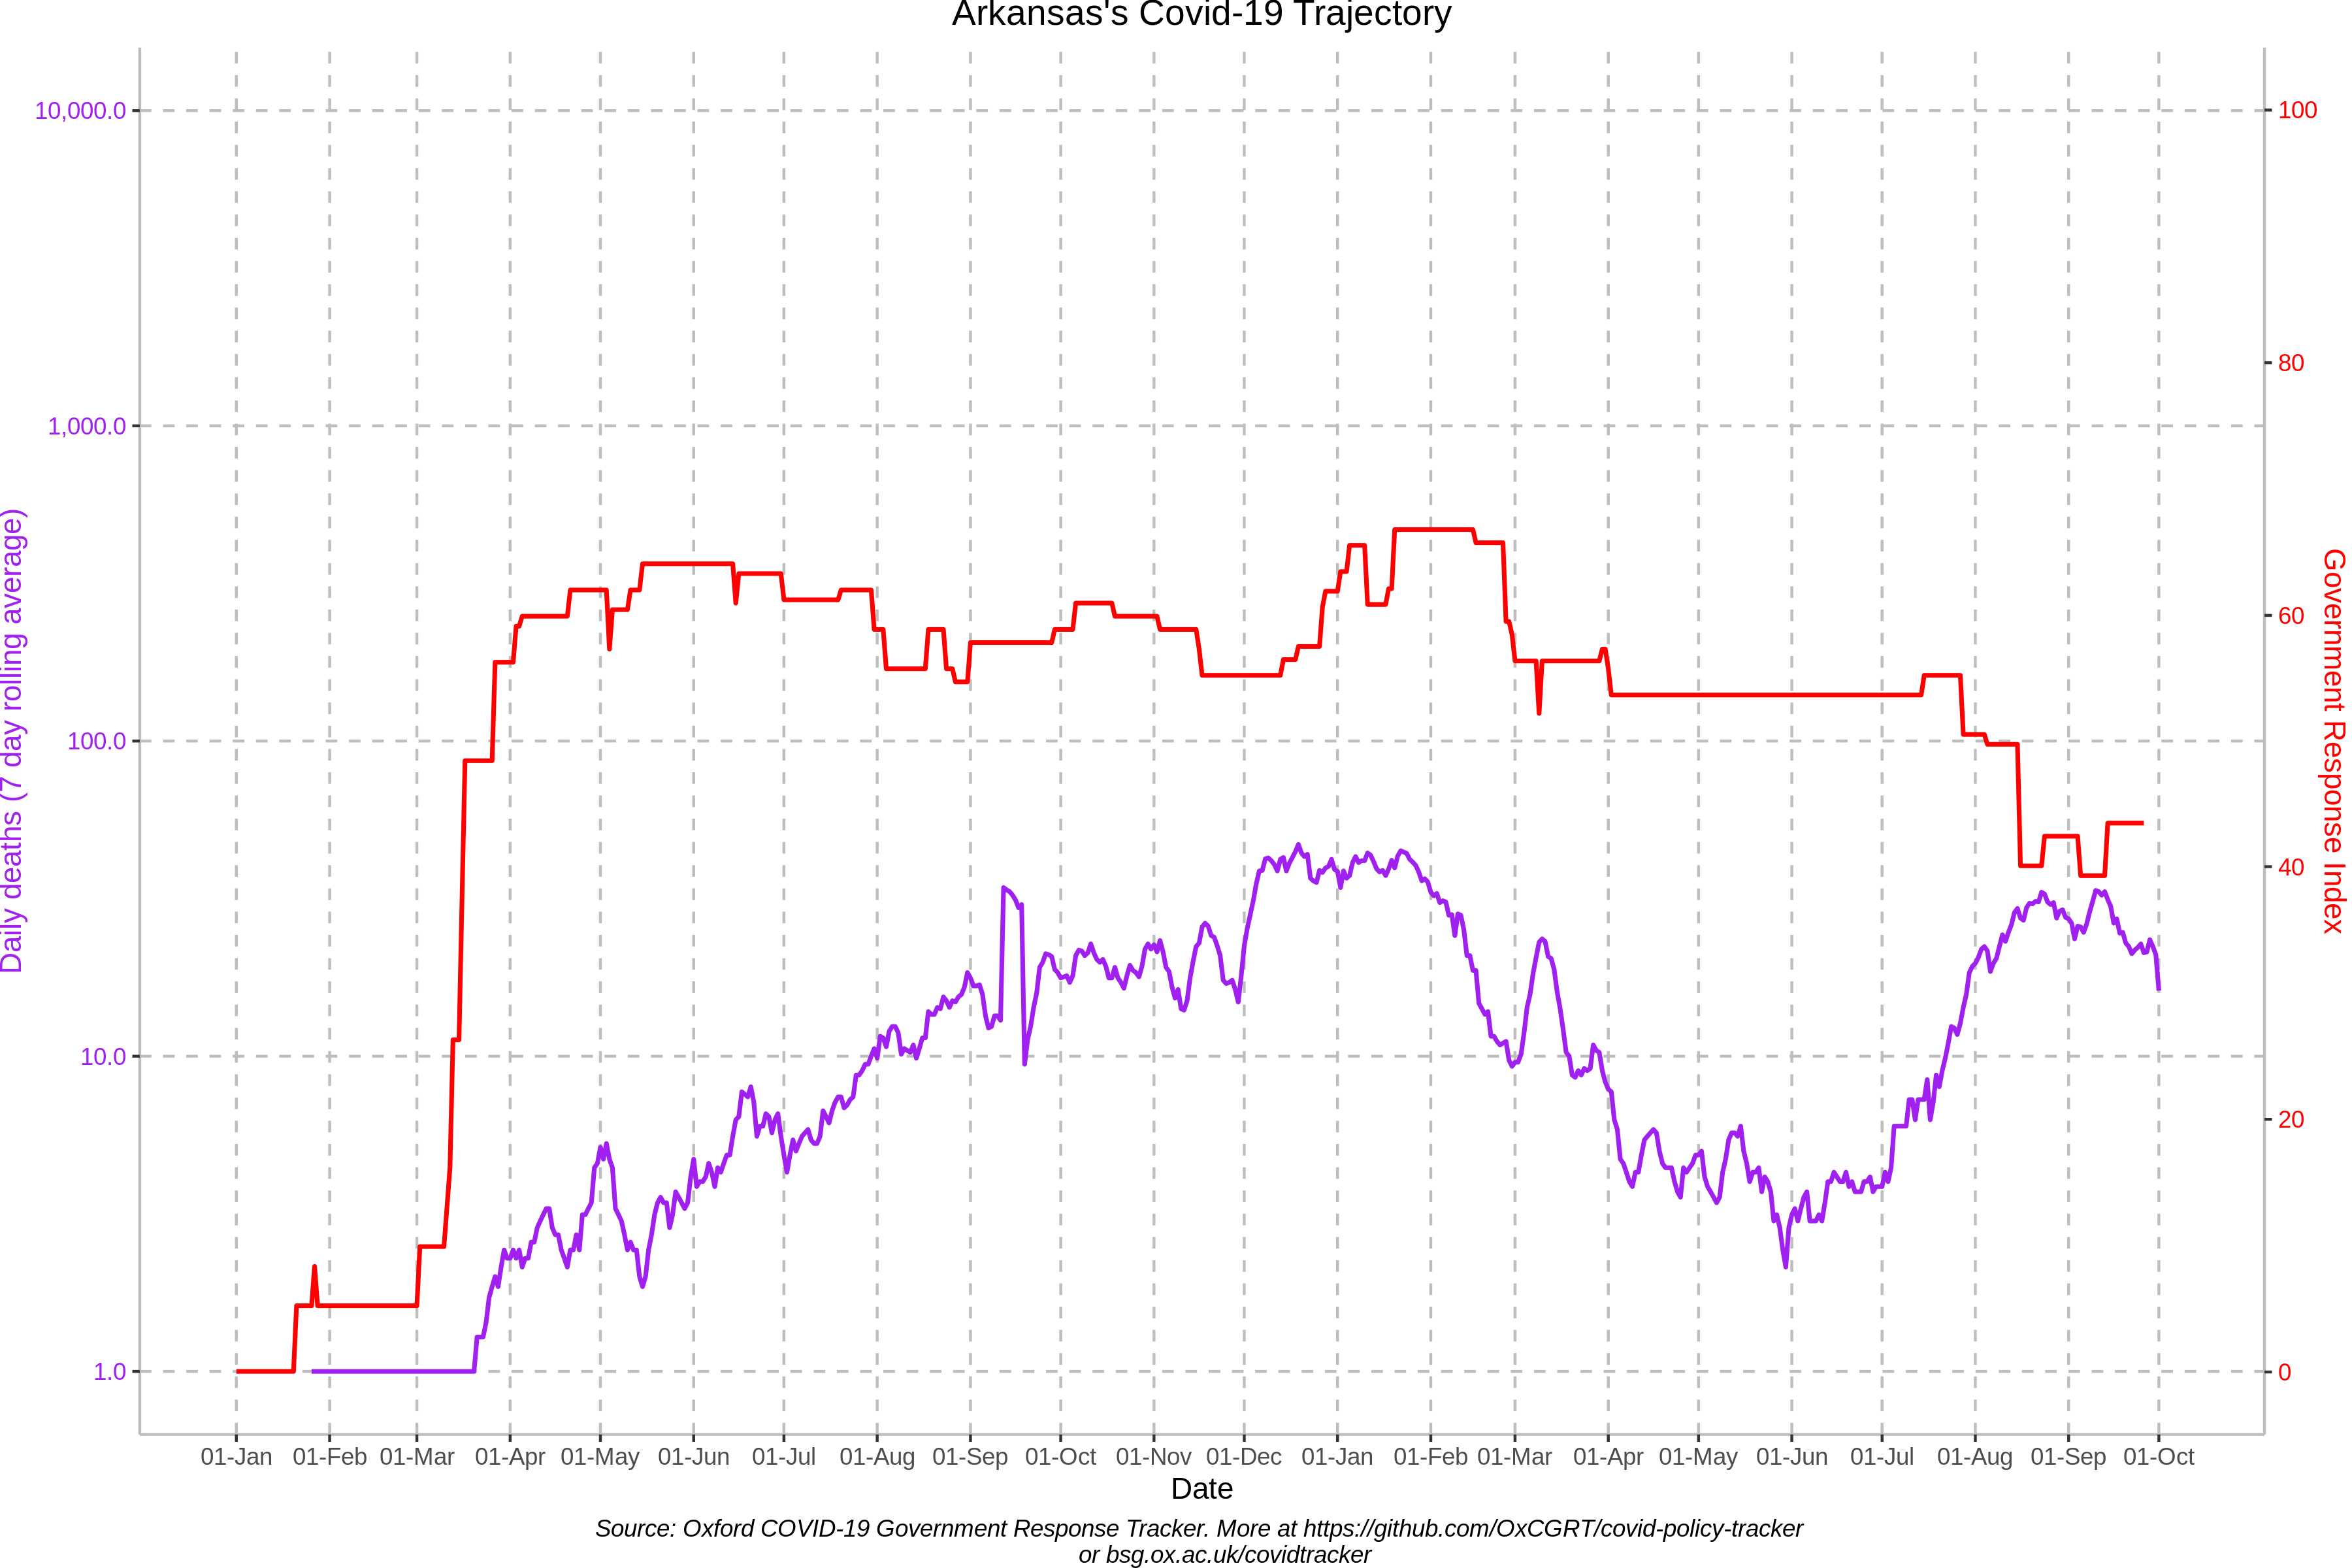 Arkansas's Covid-19 Trajectory
10,000.0
1,000.0
100.0
10.0
1.0
Daily deaths (7 day rolling average)
100
80
60
40
20
0
Government Response Index
01-Jan 01-Feb 01-Mar 01-Apr 01-May 01-Jun 01-Jul 01-Aug 01-Sep 01-Oct 01-Nov 01-Dec 01-Jan 01-Feb 01-Mar 01-Apr 01-May 01-Jun 01-Jul 01-Aug 01-Sep 01-Oct
Date
Source: Oxford COVID-19 Government Response Tracker. More at https://github.com/OxCGRT/covid-policy-tracker
or bsg.ox.ac.uk/covidtracker